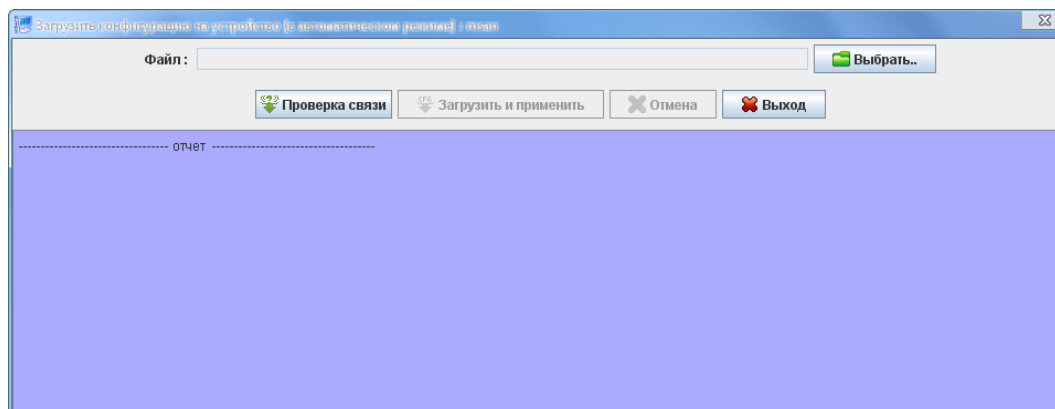 Загрузить конфигурацию на устройство (в автоматическом режиме) : msan
Файл : Выбрать..
Проверка связи Загрузить и применить Отмена Выход
---------------------------------- отчет -------------------------------------